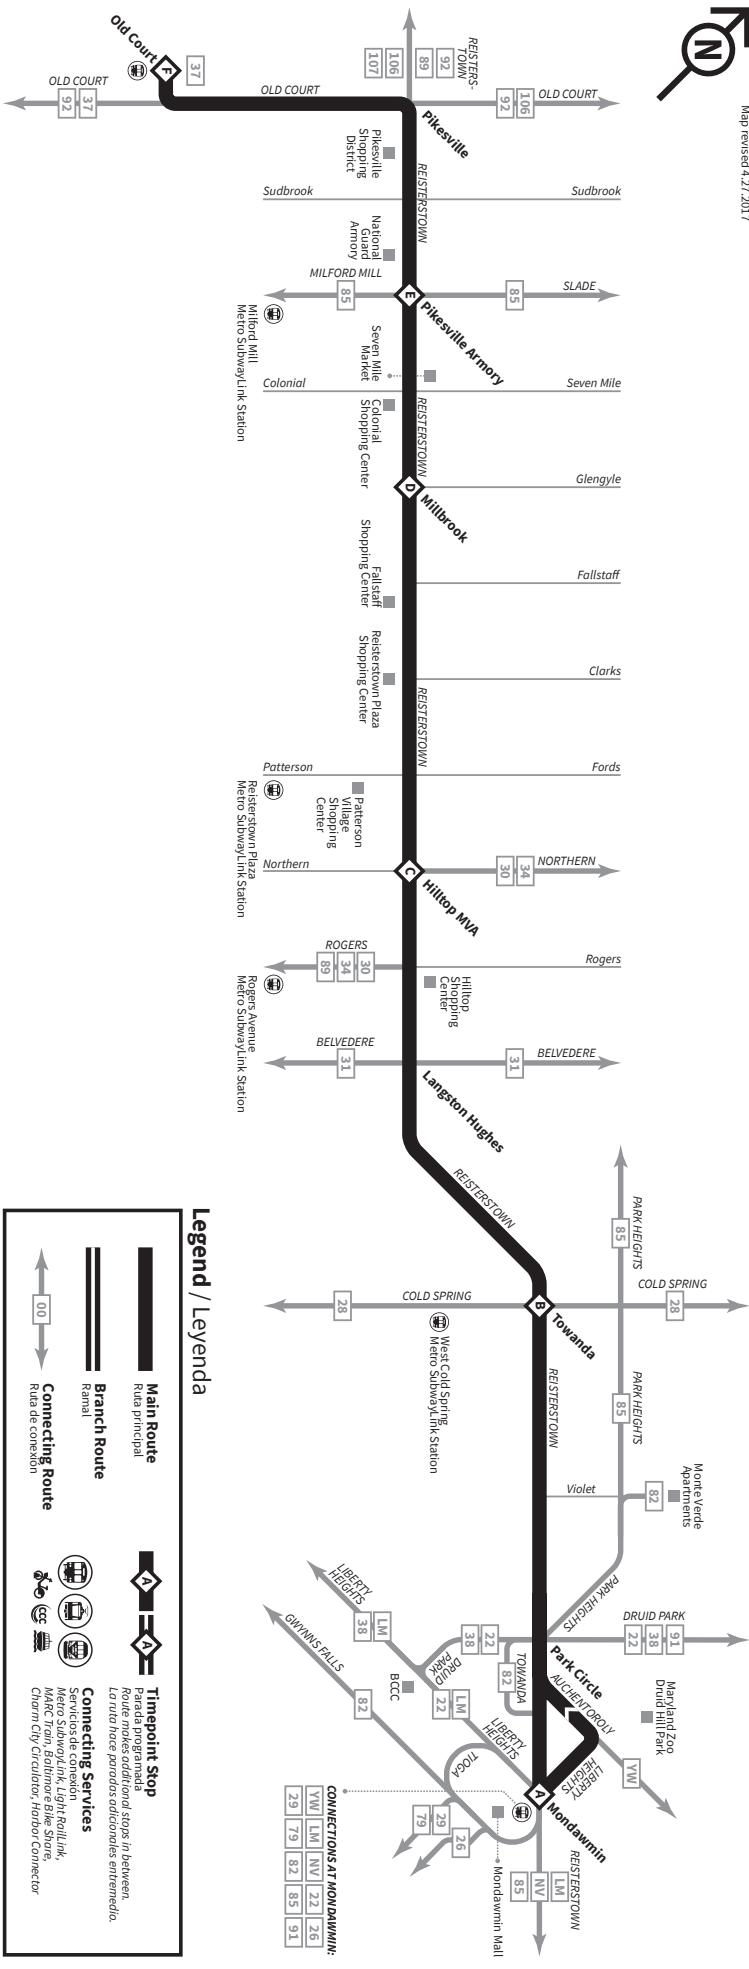 N
Map revised 4.27.2017
Old Court
F
37
OLD COURT
92
37
OLD COURT
REISTERS-
TOWN
107
106
89
92
92
106
OLD COURT
Pikesville
Pikesville
Shopping
District
REISTERSTOWN
Sudbrook
Sudbrook
National
Guard
Armory
MILFORD MILL
85
E
85
SLADE
Pikesville Armory
Milford Mill
Metro SubwayLink Station
Seven Mile
Market
Colonial
Seven Mile
Colonial
Shopping Center
REISTERSTOWN
D
Millbrook
Glengyle
Fallstaff
Shopping Center
Fallstaff
Reisterstown Plaza
Shopping Center
Clarks
REISTERSTOWN
Patterson
Fords
Reisterstown Plaza
Metro SubwayLink Station
Patterson
Village
Shopping
Center
Northern
C
Hilltop MVA
30
34
NORTHERN
ROGERS
89
34
30
Rogers
Rogers Avenue
Metro SubwayLink Station
Hilltop
Shopping
Center
BELVEDERE
31
31
BELVEDERE
Langston Hughes
REISTERSTOWN
PARK HEIGHTS
85
COLD SPRING
28
COLD SPRING
28
B
Towanda
West Cold Spring
Metro SubwayLink Station
REISTERSTOWN
PARK HEIGHTS
85
Violet
82
Monte Verde
Apartments
PARK HEIGHTS
DRUID PARK
22
38
91
Park Circle
LIBERTY
HEIGHTS
38
LM
38
22
DRUID
PARK
TOWANDA
82
AUCHENTOROLY
Maryland Zoo
Druid Hill Park
GWYNNS FALLS
82
BCCC
22
LM
LIBERTY
HEIGHTS
TIOGA
LIBERTY
HEIGHTS
YW
A
Mondawmin
79
29
26
Mondawmin Mall
85
NV
LM
REISTERSTOWN
CONNECTIONS AT MONDAWMIN:
YW LM NV 22 26
29 79 82 85 91
Legend / Leyenda
Main Route
Ruta principal
Branch Route
Ramal
00
Connecting Route
Ruta de conexión
A
A
Timepoint Stop
Parada programada
Route makes additional stops in between.
La ruta hace paradas adicionales entremedio.
CCC
Connecting Services
Servicios de conexión
Metro SubwayLink, Light RailLink,
MARC Train, Baltimore Bike Share,
Charm City Circulator, Harbor Connector